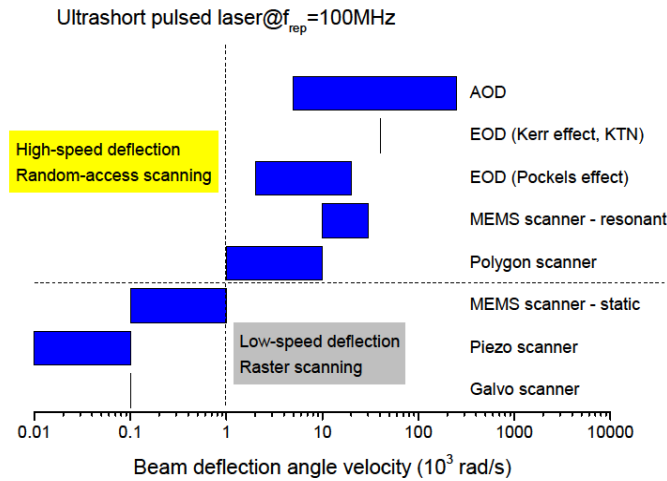 Ultrashort pulsed laser@f_rep=100MHz
AOD
EOD (Kerr effect, KTN)
High-speed deflection
Random-access scanning
EOD (Pockels effect)
MEMS scanner - resonant
Polygon scanner
MEMS scanner - static
Low-speed deflection
Raster scanning
Piezo scanner
Galvo scanner
0.01 0.1 1 10 100 1000 10000
Beam deflection angle velocity (10³ rad/s)